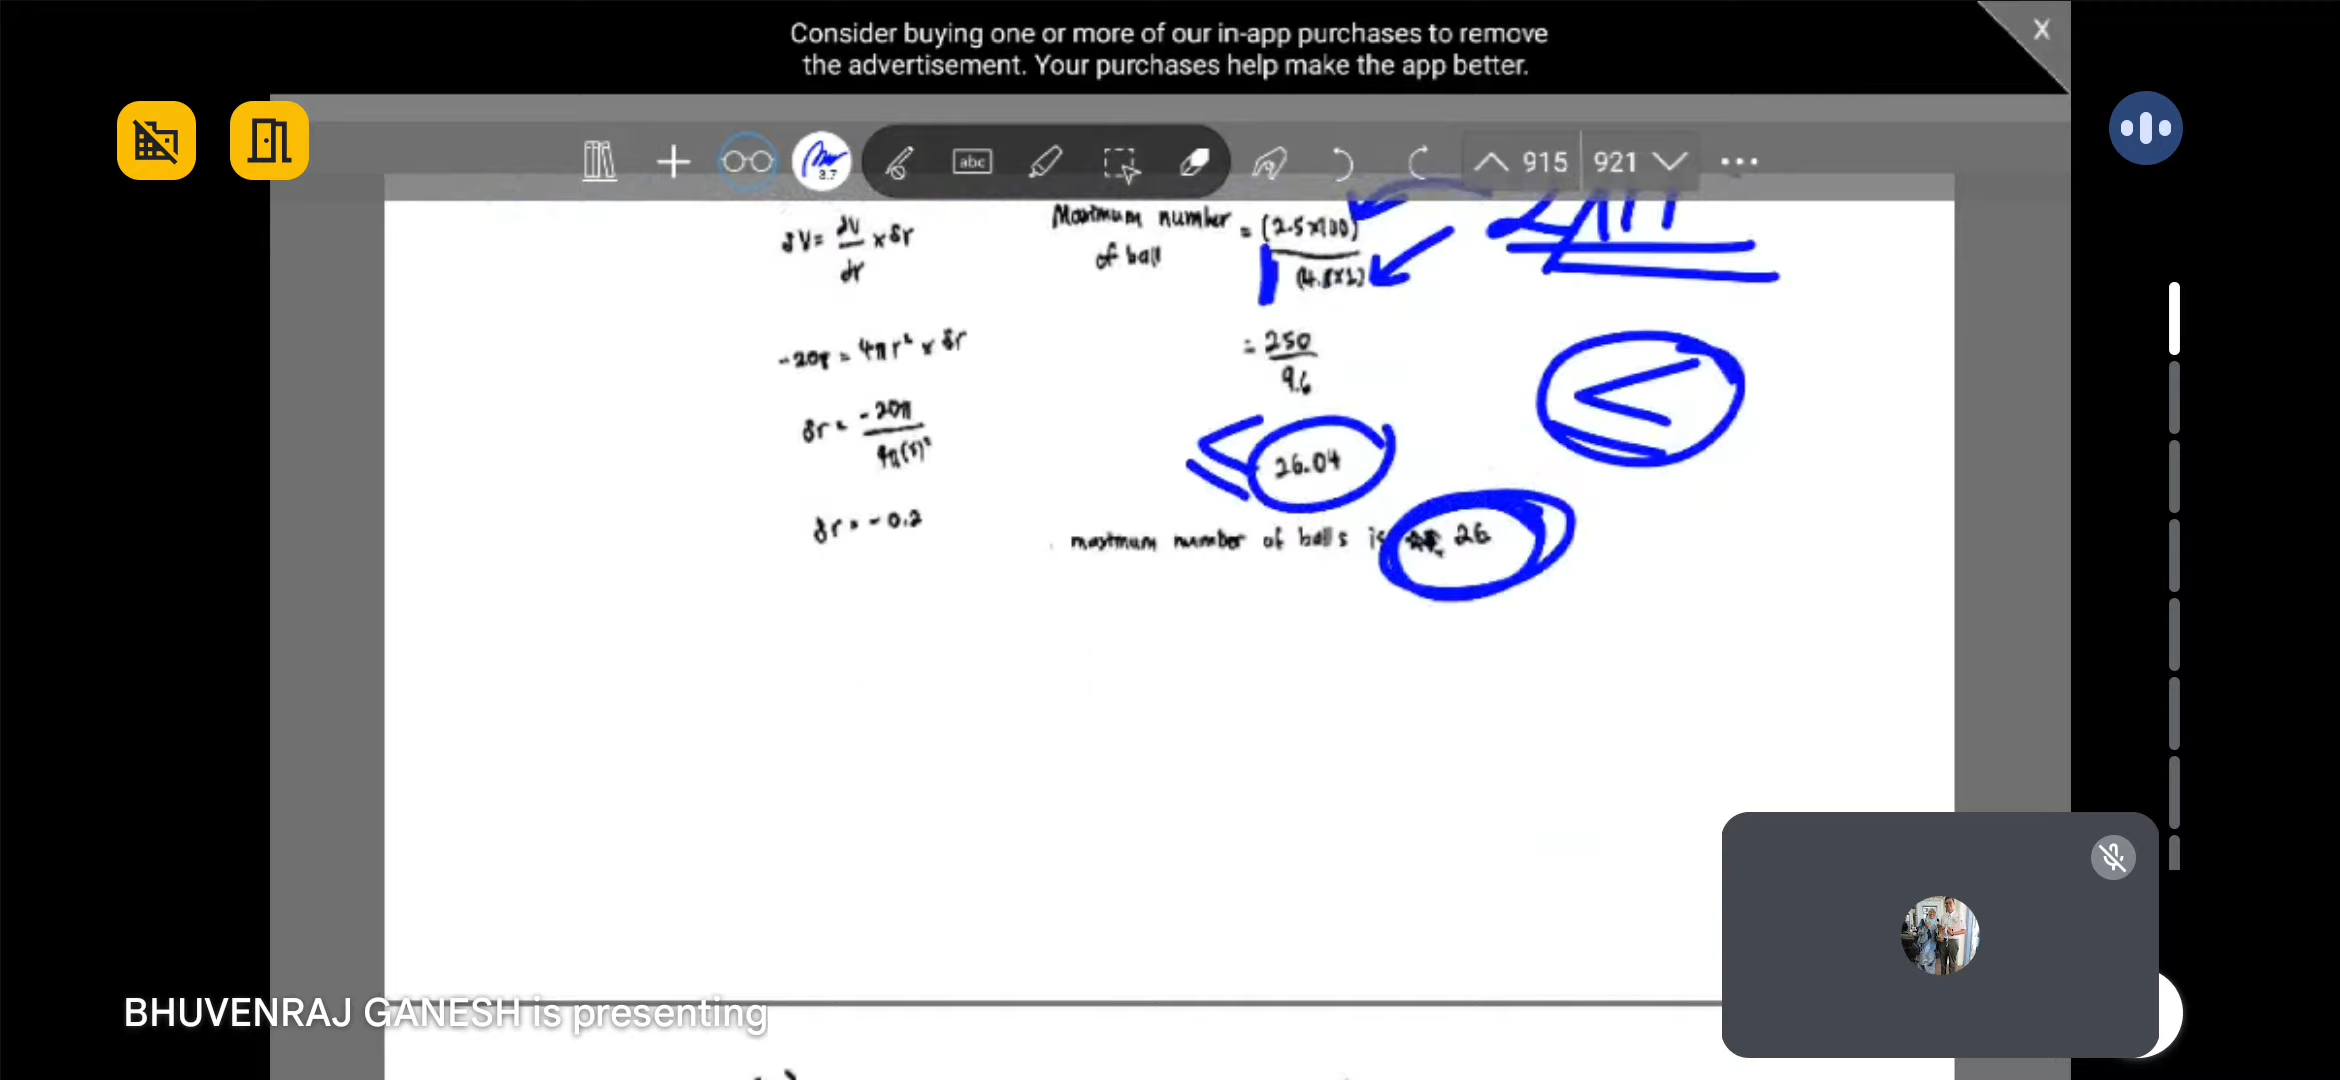 Consider buying one or more of our in-app purchases to remove
the advertisement. Your purchases help make the app better.
X
abc
3.7
915 921
δV = dV/dr × δr
-20π = 4πr² × δr
δr = -20π / 4π(5)²
δr = -0.2
Maximum number of ball = (2.5×100) / (4.8×2)
= 250 / 9.6
< 26.04
<
maximum number of balls is 26
BHUVENRAJ GANESH is presenting